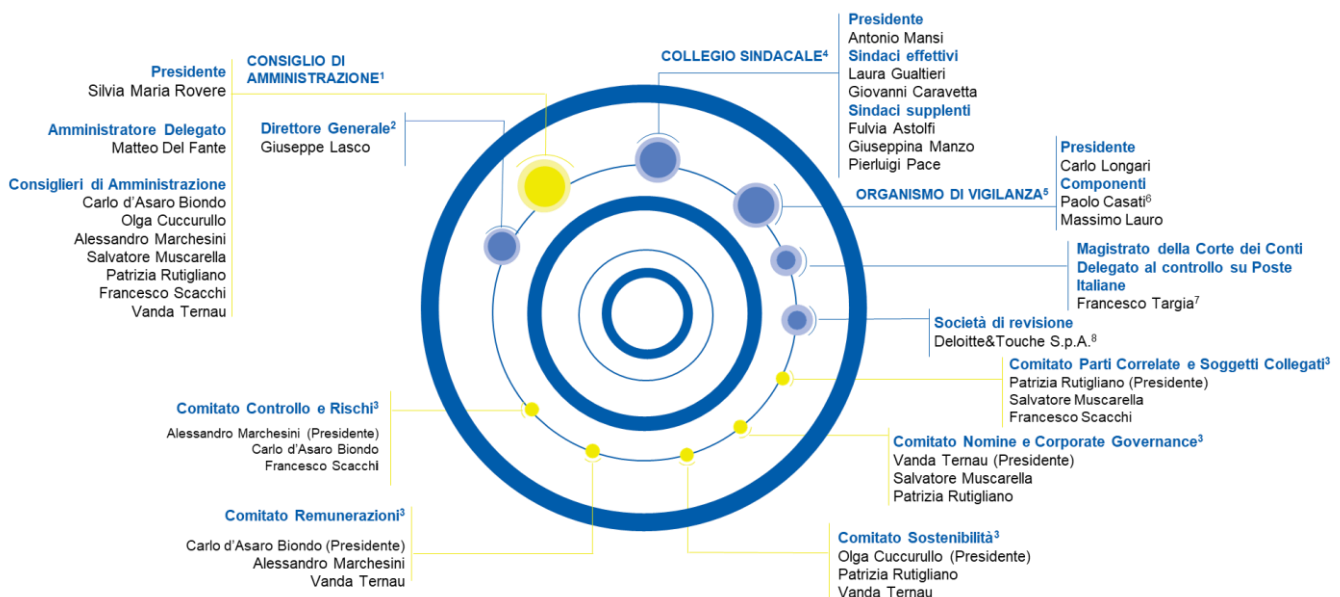 CONSIGLIO DI
AMMINISTRAZIONE¹
Presidente
Silvia Maria Rovere
Amministratore Delegato
Matteo Del Fante
Consiglieri di Amministrazione
Carlo d'Asaro Biondo
Olga Cuccurullo
Alessandro Marchesini
Salvatore Muscarella
Patrizia Rutigliano
Francesco Scacchi
Vanda Ternau
Direttore Generale²
Giuseppe Lasco
COLLEGIO SINDACALE⁴
Presidente
Antonio Mansi
Sindaci effettivi
Laura Gualtieri
Giovanni Caravetta
Sindaci supplenti
Fulvia Astolfi
Giuseppina Manzo
Pierluigi Pace
ORGANISMO DI VIGILANZA⁵
Presidente
Carlo Longari
Componenti
Paolo Casati⁶
Massimo Lauro
Magistrato della Corte dei Conti
Delegato al controllo su Poste
Italiane
Francesco Targia⁷
Società di revisione
Deloitte&Touche S.p.A.⁸
Comitato Parti Correlate e Soggetti Collegati³
Patrizia Rutigliano (Presidente)
Salvatore Muscarella
Francesco Scacchi
Comitato Nomine e Corporate Governance³
Vanda Ternau (Presidente)
Salvatore Muscarella
Patrizia Rutigliano
Comitato Sostenibilità³
Olga Cuccurullo (Presidente)
Patrizia Rutigliano
Vanda Ternau
Comitato Controllo e Rischi³
Alessandro Marchesini (Presidente)
Carlo d'Asaro Biondo
Francesco Scacchi
Comitato Remunerazioni³
Carlo d'Asaro Biondo (Presidente)
Alessandro Marchesini
Vanda Ternau